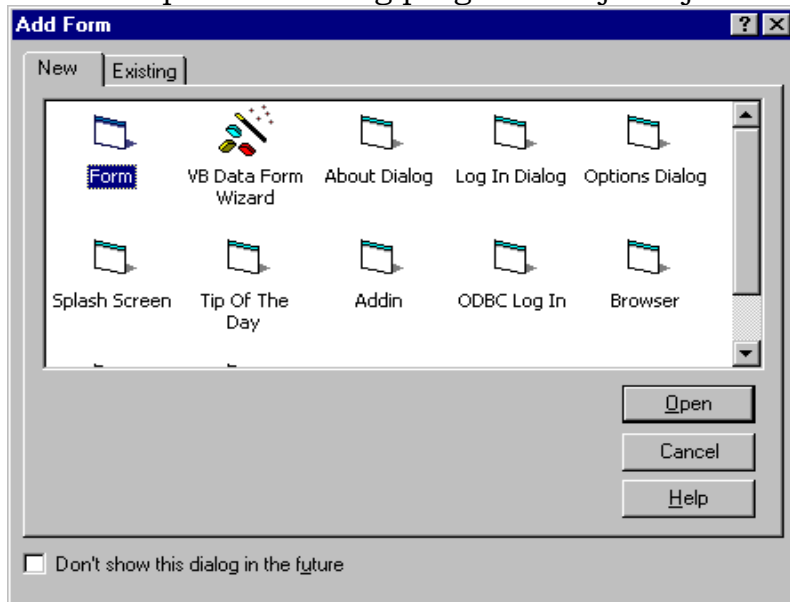 Add Form
New Existing
Form VB Data Form Wizard About Dialog Log In Dialog Options Dialog
Splash Screen Tip Of The Day Addin ODBC Log In Browser
Open
Cancel
Help
Don't show this dialog in the future